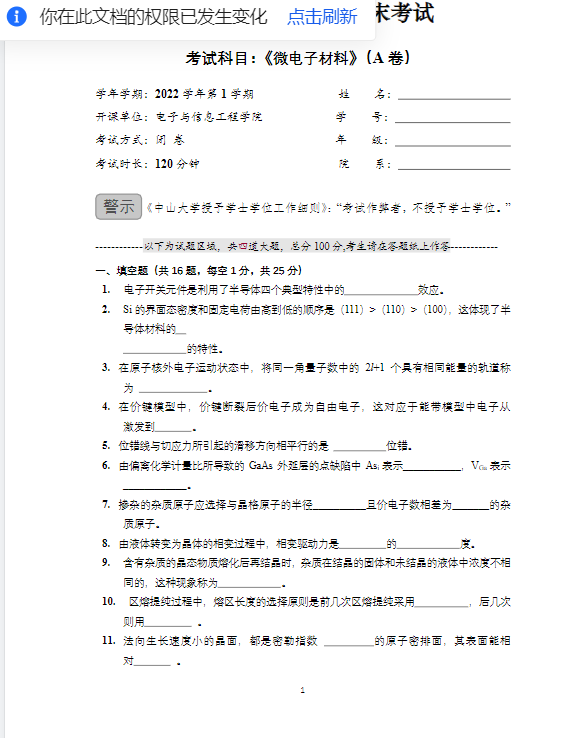 你在此文档的权限已发生变化 点击刷新
末考试
考试科目：《微电子材料》（A 卷）
学年学期：2022 学年第 1 学期 姓 名：____________
开课单位：电子与信息工程学院 学 号：____________
考试方式：闭 卷 年 级：____________
考试时长：120 分钟 院 系：____________
警示 《中山大学授予学士学位工作细则》：“考试作弊者，不授予学士学位。”
------------以下为试题区域，共四道大题，总分 100 分,考生请在答题纸上作答------------
一、填空题（共 16 题，每空 1 分，共 25 分）
1. 电子开关元件是利用了半导体四个典型特性中的______________效应。
2. Si 的界面态密度和固定电荷由高到低的顺序是（111）>（110）>（100），这体现了半
导体材料的__
____________的特性。
3. 在原子核外电子运动状态中，将同一角量子数中的 2l+1 个具有相同能量的轨道称
为 _____________。
4. 在价键模型中，价键断裂后价电子成为自由电子，这对应于能带模型中电子从
激发到_______。
5. 位错线与切应力所引起的滑移方向相平行的是 __________位错。
6. 由偏离化学计量比所导致的 GaAs 外延层的点缺陷中 Asi 表示___________，VGa 表示
____________。
7. 掺杂的杂质原子应选择与晶格原子的半径__________且价电子数相差为_______的杂
质原子。
8. 由液体转变为晶体的相变过程中，相变驱动力是_________的____________度。
9. 含有杂质的晶态物质熔化后再结晶时，杂质在结晶的固体和未结晶的液体中浓度不相
同的，这种现象称为____________。
10. 区熔提纯过程中，熔区长度的选择原则是前几次区熔提纯采用__________，后几次
则用_________ 。
11. 法向生长速度小的晶面，都是密勒指数 _________的原子密排面，其表面能相
对_______ 。
1